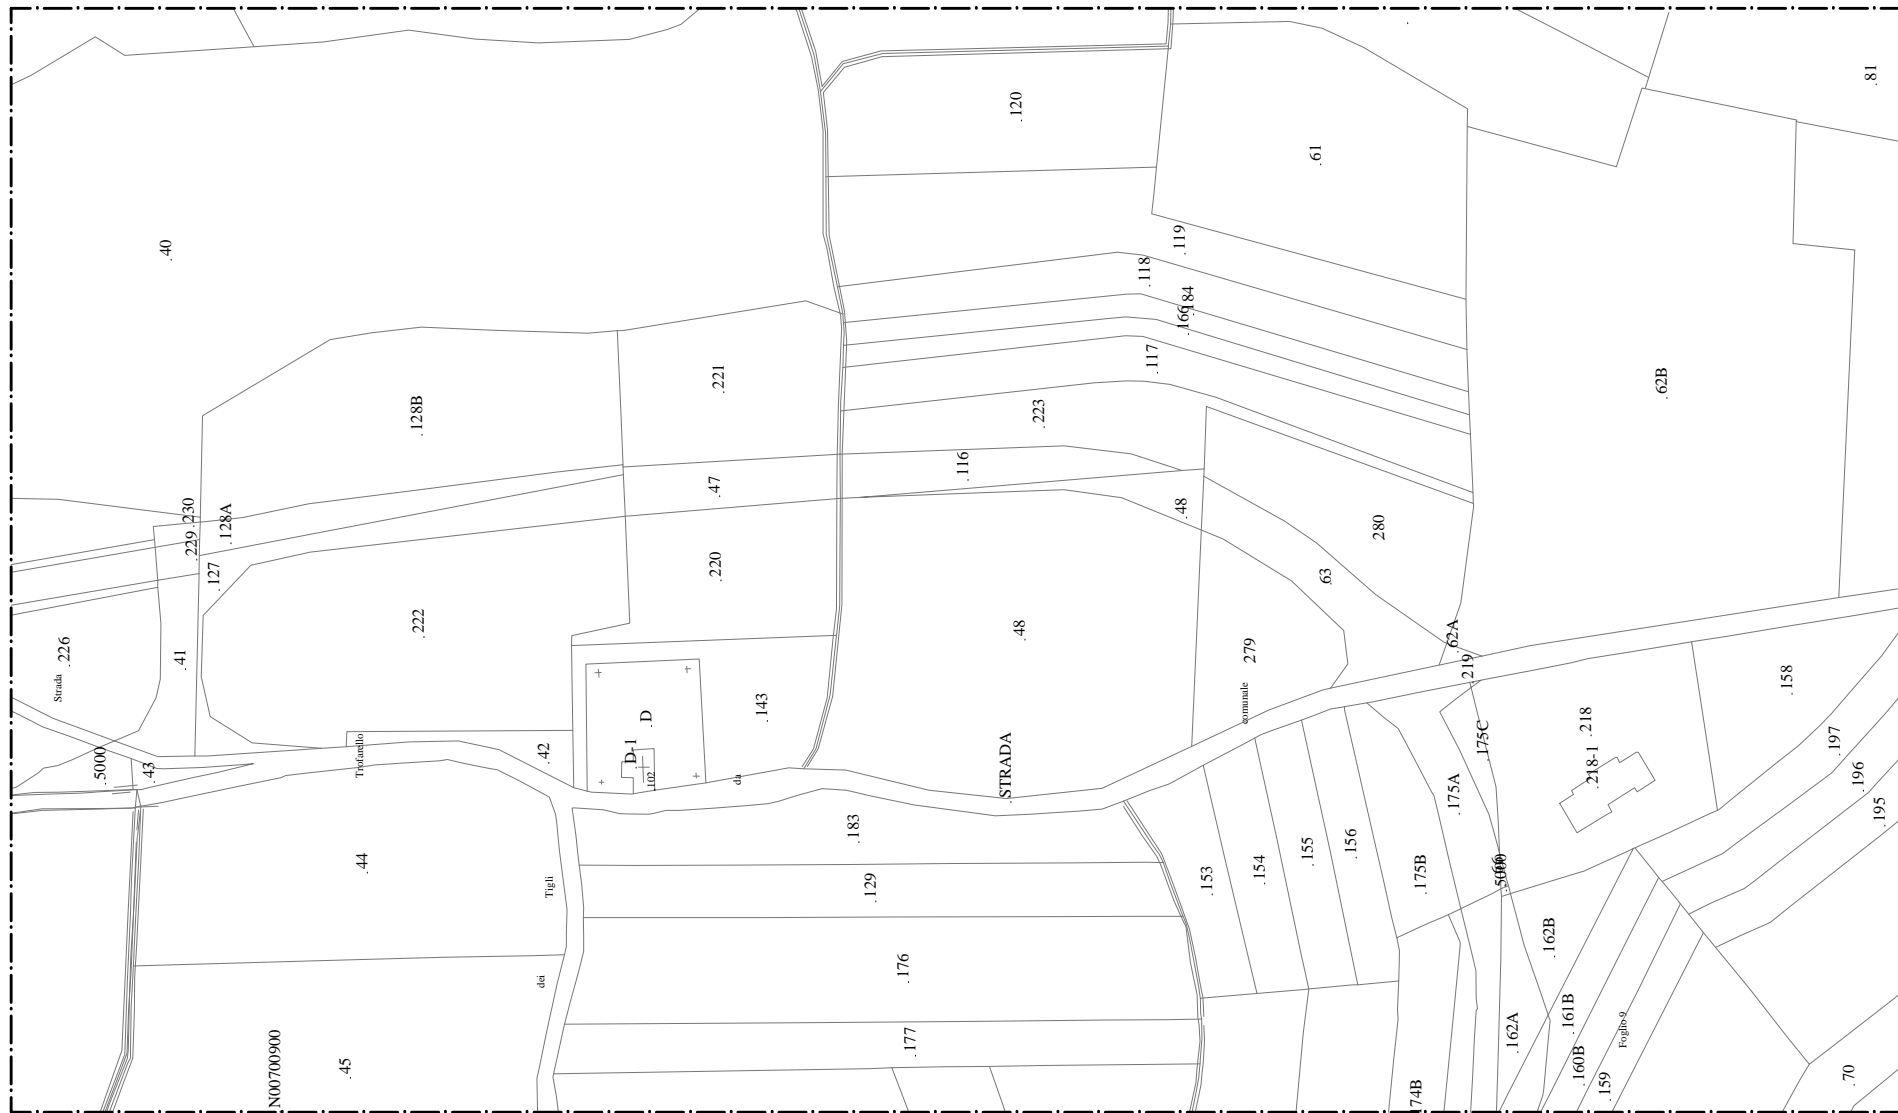 .81
.120
.61
.40
.119
.118
.184
.166
.117
.221
.62B
.128B
.223
.116
.47
.48
.230
.128A
280
.229
.220
.127
63
.222
.48
.62A
279
.226
.41
.219
.158
Strada
comunale
.143
.D
.218
.175C
.197
Trofarello
.42
.D-1
STRADA
.5000
.43
.102
da
.218-1
.196
.175A
.195
.183
.156
.155
.44
.154
.153
.175B
.5000
Tigli
.129
.162B
.176
dei
.161B
.162A
Foglio 9
.177
.160B
N00700900
.45
.159
.70
174B